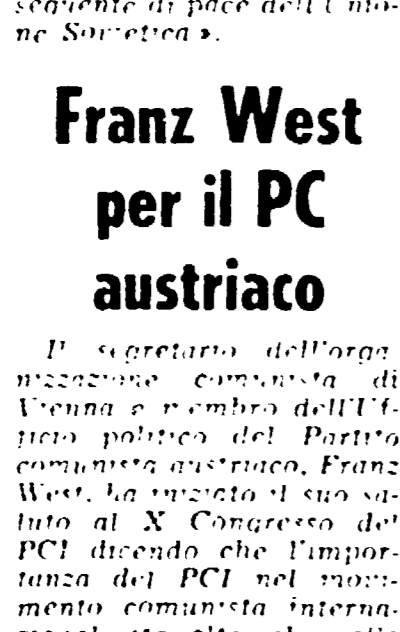 seguente di pace dell'Unio-
ne Sovietica ».
Franz West
per il PC
austriaco
Il segretario dell'orga-
nizzazione comunista di
Vienna e membro dell'Uf-
ficio politico del Partito
comunista austriaco, Franz
West, ha iniziato il suo sa-
luto al X Congresso del
PCI dicendo che l'impor-
tanza del PCI nel movi-
mento comunista interna-